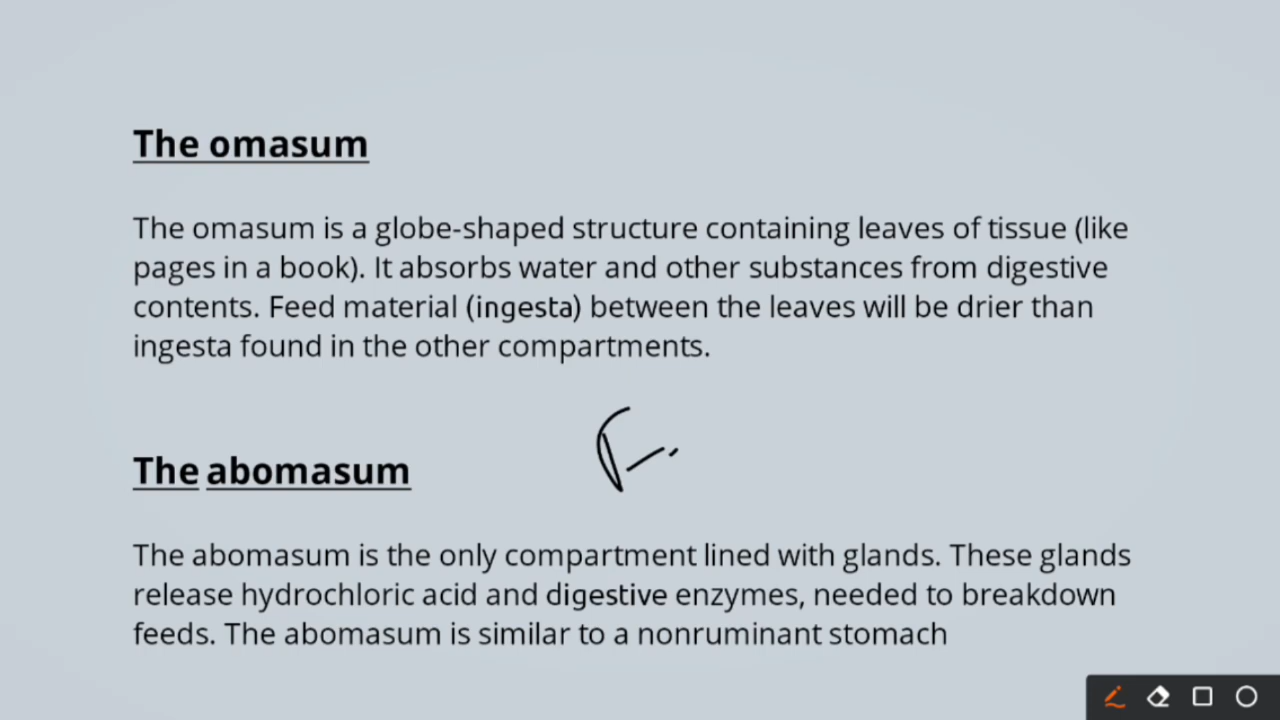 The omasum
The omasum is a globe-shaped structure containing leaves of tissue (like
pages in a book). It absorbs water and other substances from digestive
contents. Feed material (ingesta) between the leaves will be drier than
ingesta found in the other compartments.
The abomasum
The abomasum is the only compartment lined with glands. These glands
release hydrochloric acid and digestive enzymes, needed to breakdown
feeds. The abomasum is similar to a nonruminant stomach